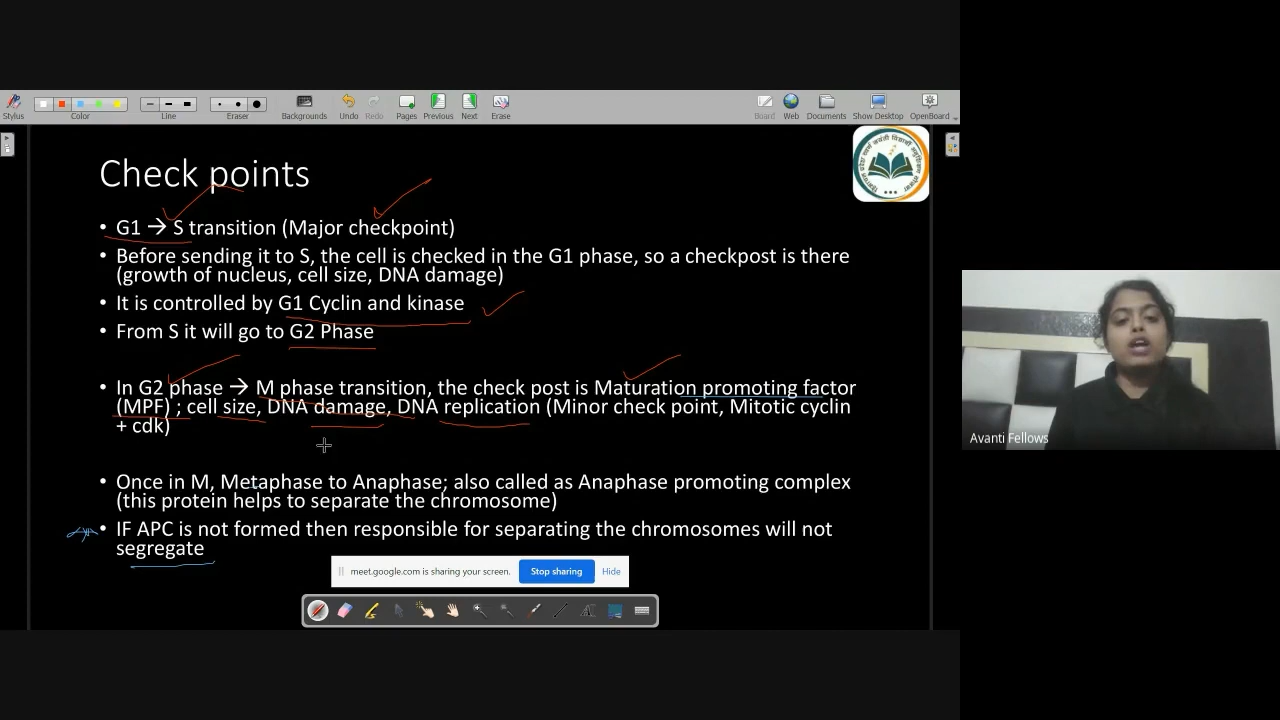 Stylus
Color
Line
Eraser
Backgrounds
Undo
Redo
Pages
Previous
Next
Erase
Board
Web
Documents
Show Desktop
OpenBoard
Check points
• G1 → S transition (Major checkpoint)
• Before sending it to S, the cell is checked in the G1 phase, so a checkpost is there
(growth of nucleus, cell size, DNA damage)
• It is controlled by G1 Cyclin and kinase
• From S it will go to G2 Phase
• In G2 phase → M phase transition, the check post is Maturation promoting factor
(MPF) ; cell size, DNA damage, DNA replication (Minor check point, Mitotic cyclin
+ cdk)
• Once in M, Metaphase to Anaphase; also called as Anaphase promoting complex
(this protein helps to separate the chromosome)
• IF APC is not formed then responsible for separating the chromosomes will not
segregate
meet.google.com is sharing your screen.
Stop sharing
Hide
Avanti Fellows